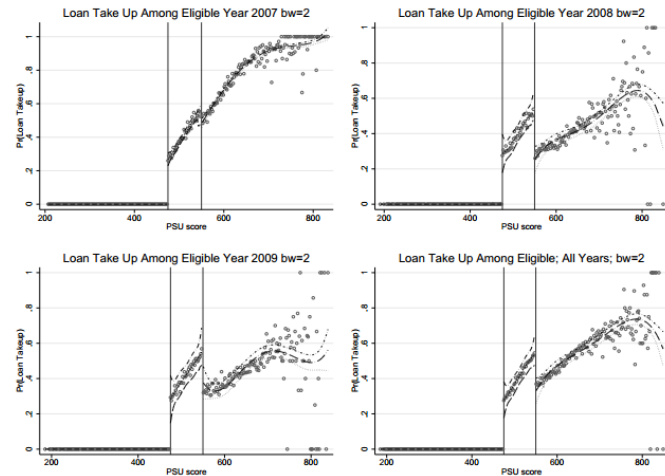 Loan Take Up Among Eligible Year 2007 bw=2
Pr(Loan Takeup)
0 .2 .4 .6 .8 1
200 400 600 800
PSU score
Loan Take Up Among Eligible Year 2008 bw=2
Pr(Loan Takeup)
0 .2 .4 .6 .8 1
200 400 600 800
PSU score
Loan Take Up Among Eligible Year 2009 bw=2
Pr(Loan Takeup)
0 .2 .4 .6 .8 1
200 400 600 800
PSU score
Loan Take Up Among Eligible; All Years; bw=2
Pr(Loan Takeup)
0 .2 .4 .6 .8 1
200 400 600 800
PSU score